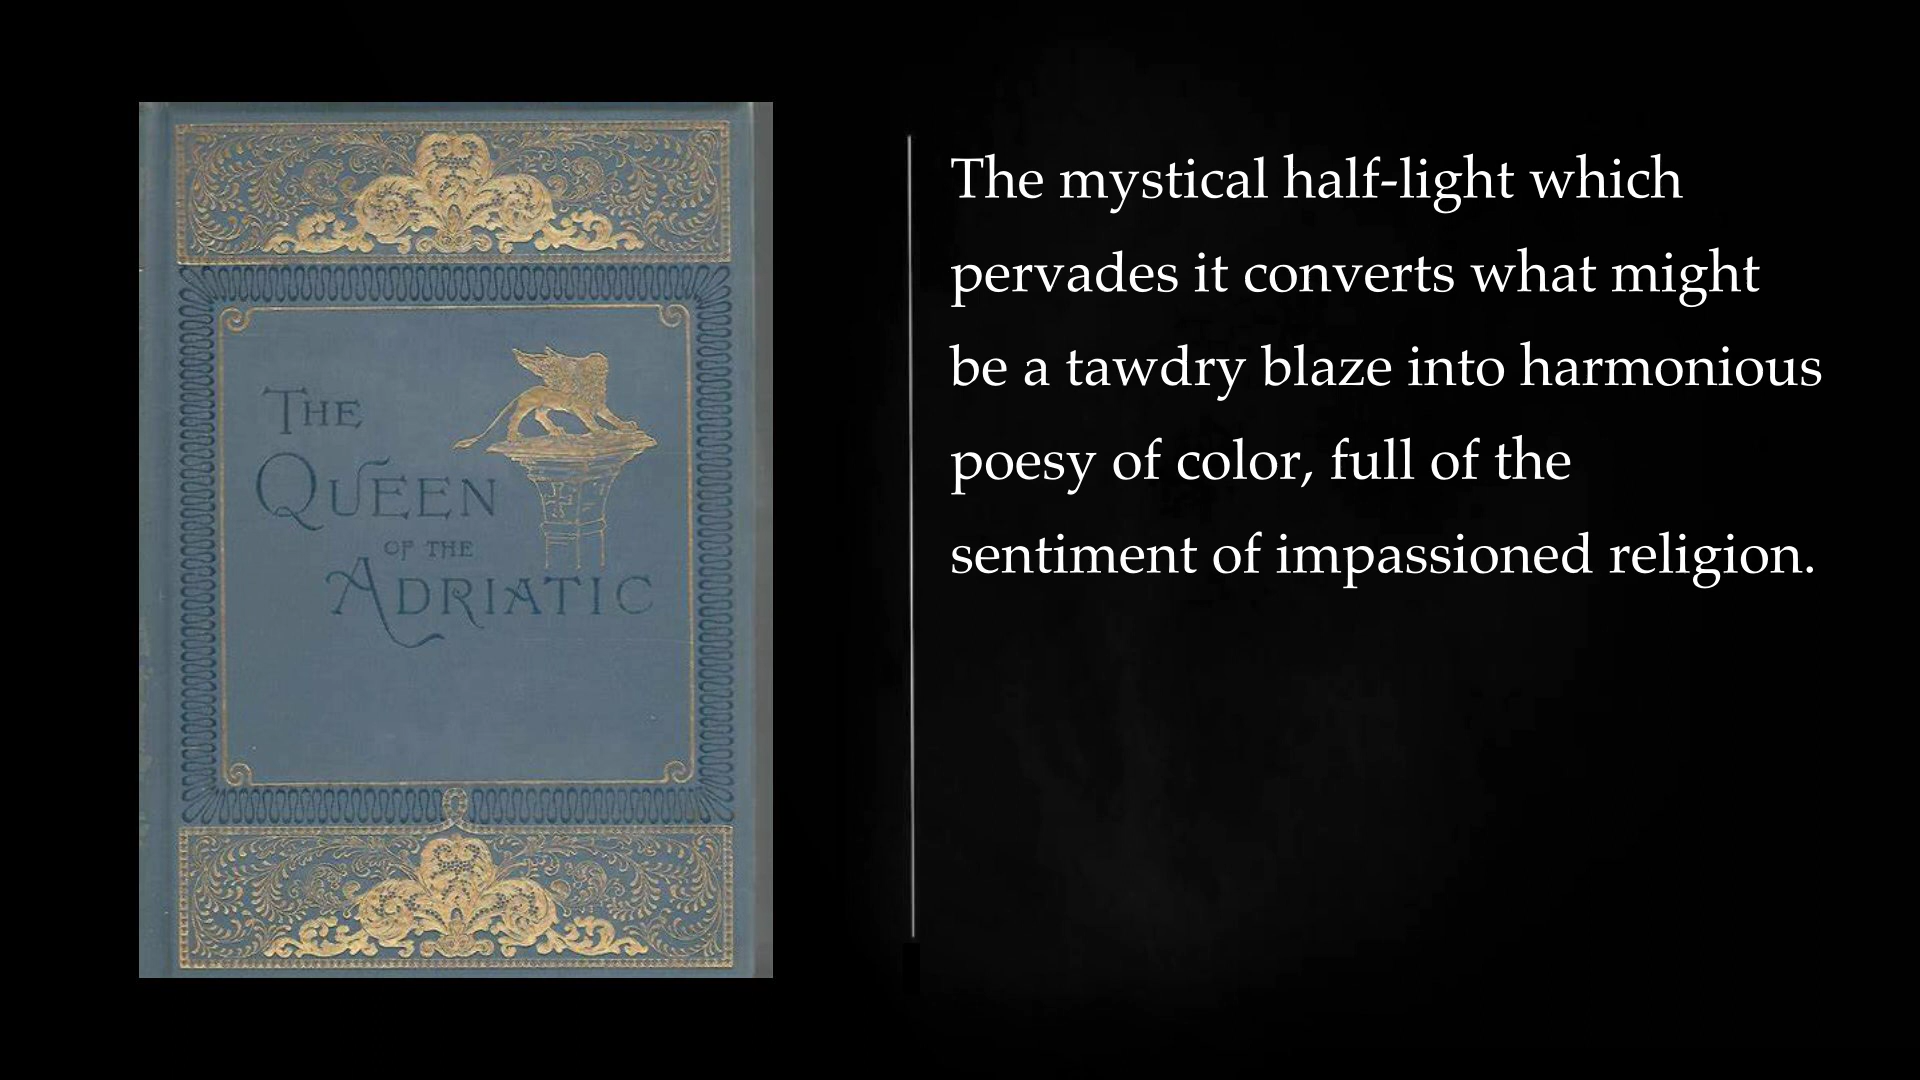 THE
QUEEN
OF THE
ADRIATIC
The mystical half-light which
pervades it converts what might
be a tawdry blaze into harmonious
poesy of color, full of the
sentiment of impassioned religion.